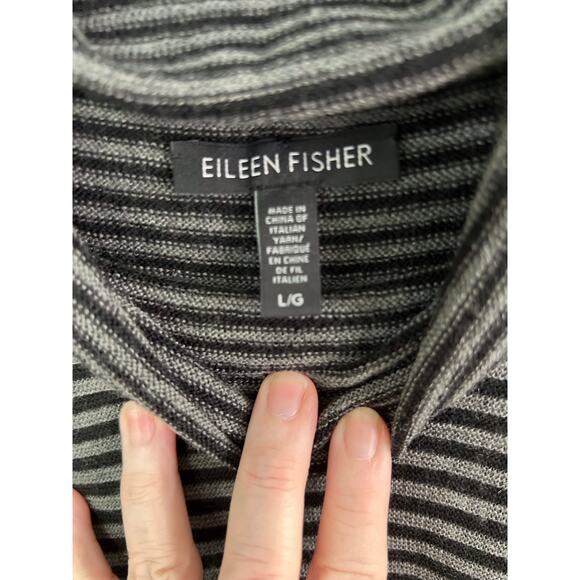 EILEEN FISHER
MADE IN
CHINA OF
ITALIAN
YARN/
FABRIQUÉ
EN CHINE
DE FIL
ITALIEN
L/G